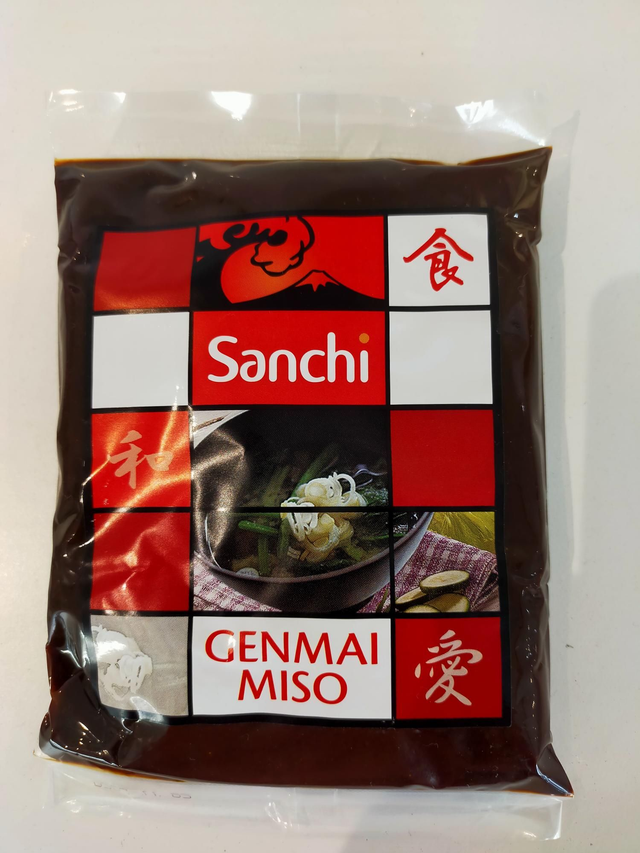 食
Sanchi
和
GENMAI
MISO
愛